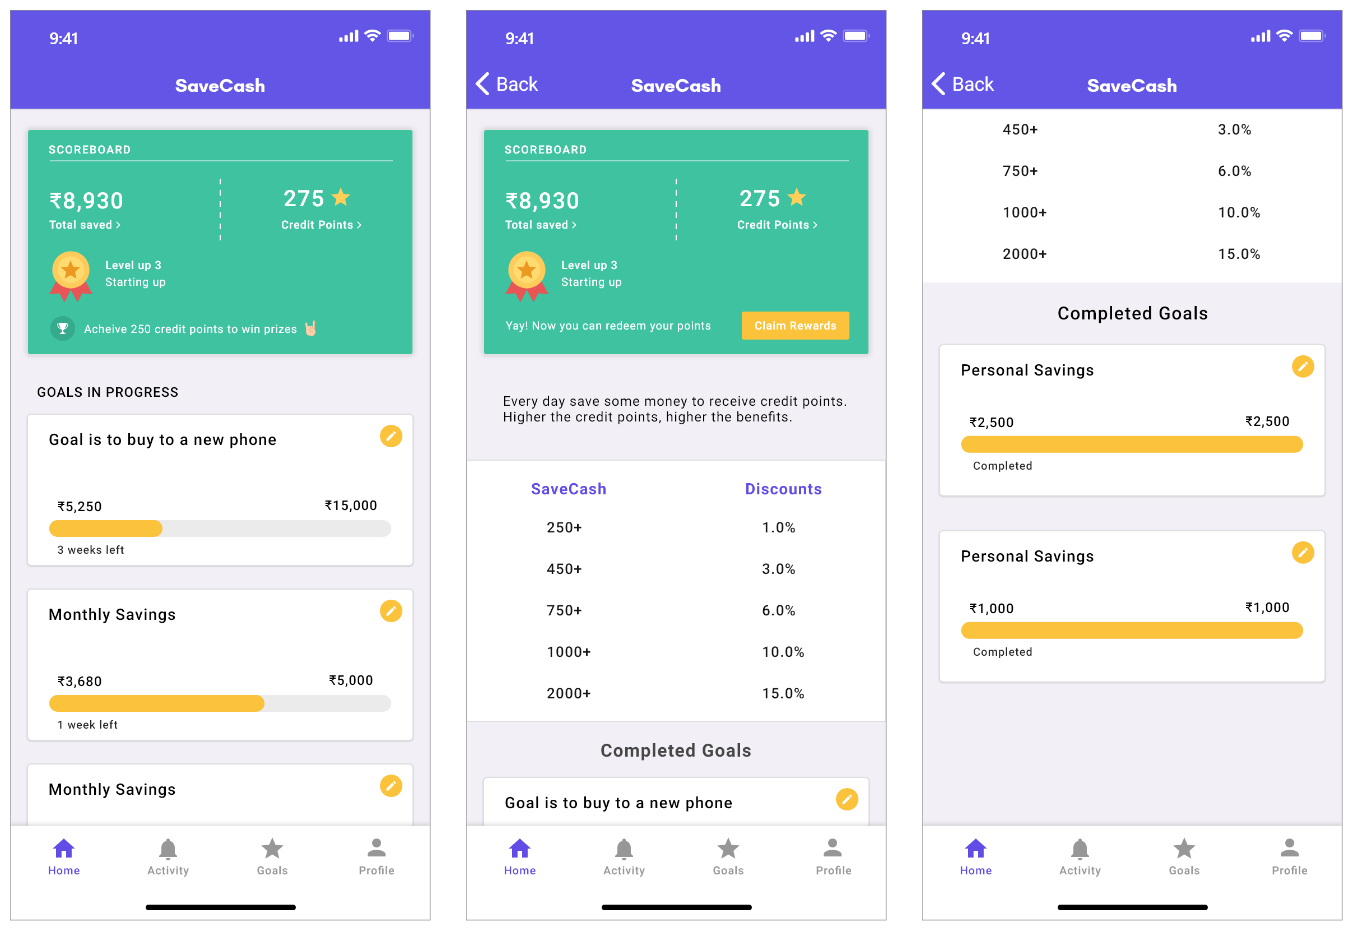 9:41
SaveCash
SCOREBOARD
₹8,930
275
Total saved >
Credit Points >
Level up 3
Starting up
Acheive 250 credit points to win prizes
GOALS IN PROGRESS
Goal is to buy to a new phone
₹5,250
₹15,000
3 weeks left
Monthly Savings
₹3,680
₹5,000
1 week left
Monthly Savings
Home
Activity
Goals
Profile
9:41
Back
SaveCash
SCOREBOARD
₹8,930
275
Total saved >
Credit Points >
Level up 3
Starting up
Yay! Now you can redeem your points
Claim Rewards
Every day save some money to receive credit points.
Higher the credit points, higher the benefits.
SaveCash
Discounts
250+
1.0%
450+
3.0%
750+
6.0%
1000+
10.0%
2000+
15.0%
Completed Goals
Goal is to buy to a new phone
Home
Activity
Goals
Profile
9:41
Back
SaveCash
450+
3.0%
750+
6.0%
1000+
10.0%
2000+
15.0%
Completed Goals
Personal Savings
₹2,500
₹2,500
Completed
Personal Savings
₹1,000
₹1,000
Completed
Home
Activity
Goals
Profile